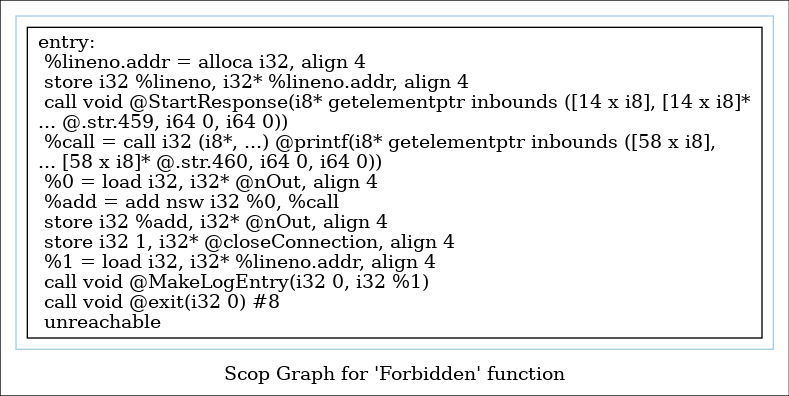 entry:
%lineno.addr = alloca i32, align 4
store i32 %lineno, i32* %lineno.addr, align 4
call void @StartResponse(i8* getelementptr inbounds ([14 x i8], [14 x i8]*
... @.str.459, i64 0, i64 0))
%call = call i32 (i8*, ...) @printf(i8* getelementptr inbounds ([58 x i8],
... [58 x i8]* @.str.460, i64 0, i64 0))
%0 = load i32, i32* @nOut, align 4
%add = add nsw i32 %0, %call
store i32 %add, i32* @nOut, align 4
store i32 1, i32* @closeConnection, align 4
%1 = load i32, i32* %lineno.addr, align 4
call void @MakeLogEntry(i32 0, i32 %1)
call void @exit(i32 0) #8
unreachable
Scop Graph for 'Forbidden' function